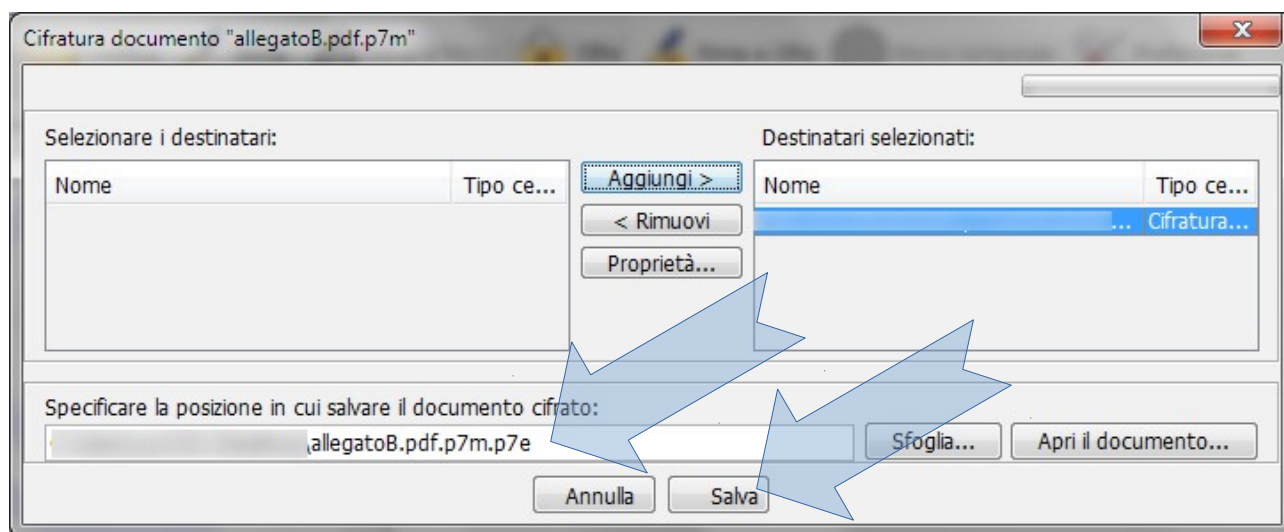 Cifratura documento "allegatoB.pdf.p7m"
X
Selezionare i destinatari:
Destinatari selezionati:
Nome Tipo ce...
Aggiungi >
Nome Tipo ce...
< Rimuovi
... Cifratura...
Proprietà...
Specificare la posizione in cui salvare il documento cifrato:
\allegatoB.pdf.p7m.p7e
Sfoglia...
Apri il documento...
Annulla
Salva